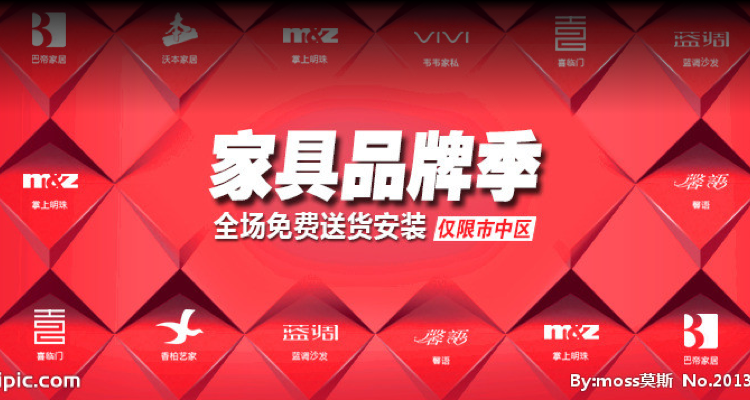 B
巴帝家居
沃本家居
m&z
掌上明珠
VIVI
韦韦家私
喜临门
蓝调
蓝调沙发
家具品牌季
m&z
掌上明珠
馨语
馨语
全场免费送货安装 仅限市中区
喜临门
香柏艺家
蓝调
蓝调沙发
馨語
馨语
m&z
掌上明珠
B
巴帝家居
ipic.com
By:moss莫斯 No.2013